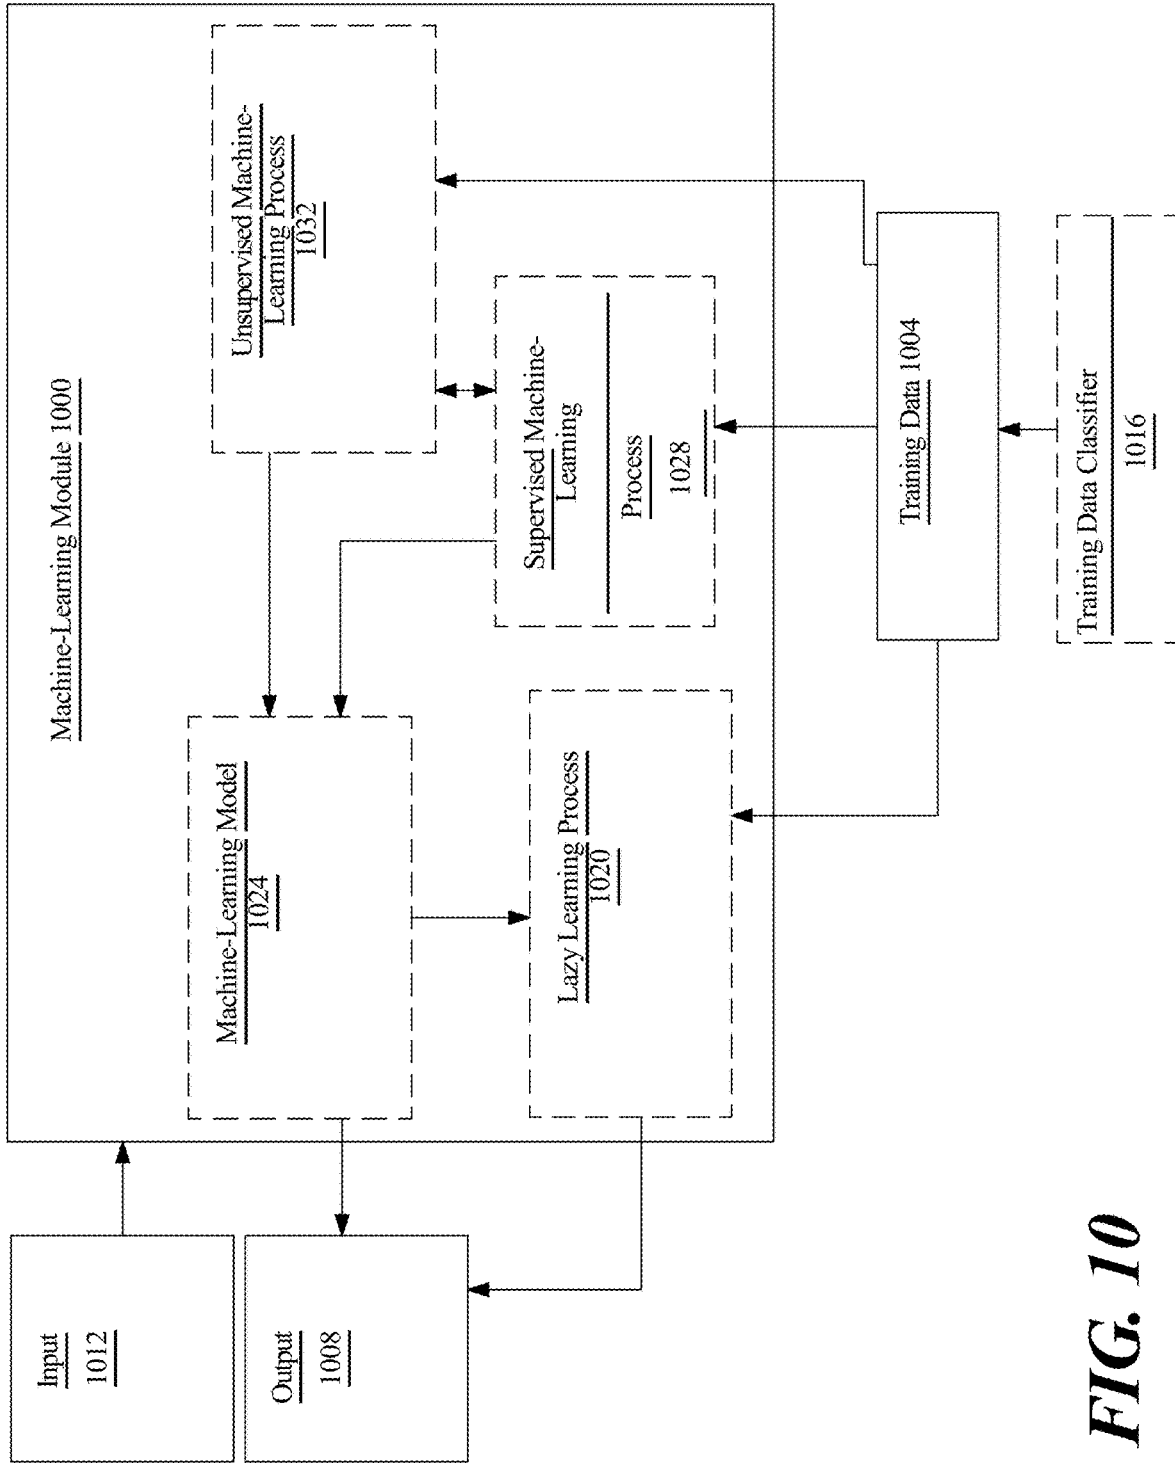 Machine-Learning Module 1000
Unsupervised Machine-
Learning Process
1032
Machine-Learning Model
1024
Supervised Machine-
Learning
Process
1028
Lazy Learning Process
1020
Input
1012
Output
1008
Training Data 1004
Training Data Classifier
1016
FIG. 10